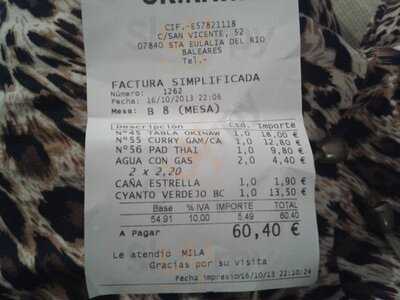 CIF.-E57821118
C/SAN VICENTE, 52
07840 STA EULALIA DEL RIO
BALEARES
Tel.-
FACTURA SIMPLIFICADA
Número: 1262
Fecha: 16/10/2013 22:06
Mesa: B 8 (MESA)
Descripción Ctd. Importe
Nº45 TABLA OKINAW 1,0 18,00 €
Nº55 CURRY GAM/CA 1,0 12,80 €
Nº56 PAD THAI 1,0 9,80 €
AGUA CON GAS 2,0 4,40 €
2 x 2,20
CAÑA ESTRELLA 1,0 1,90 €
CYANTO VERDEJO BC 1,0 13,50 €
Base % IVA IMPORTE TOTAL
54,91 10,00 5,49 60,40
A Pagar 60,40 €
Le atendio MILA
Gracias por su visita
Fecha impresion 16/10/13 22:10:24